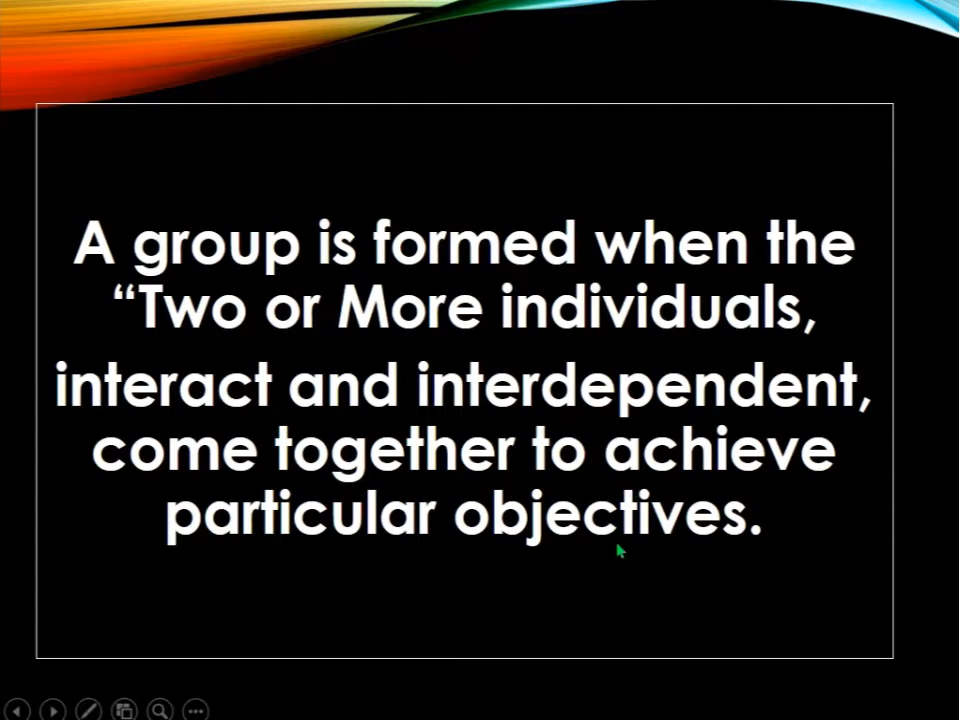 A group is formed when the
“Two or More individuals,
interact and interdependent,
come together to achieve
particular objectives.